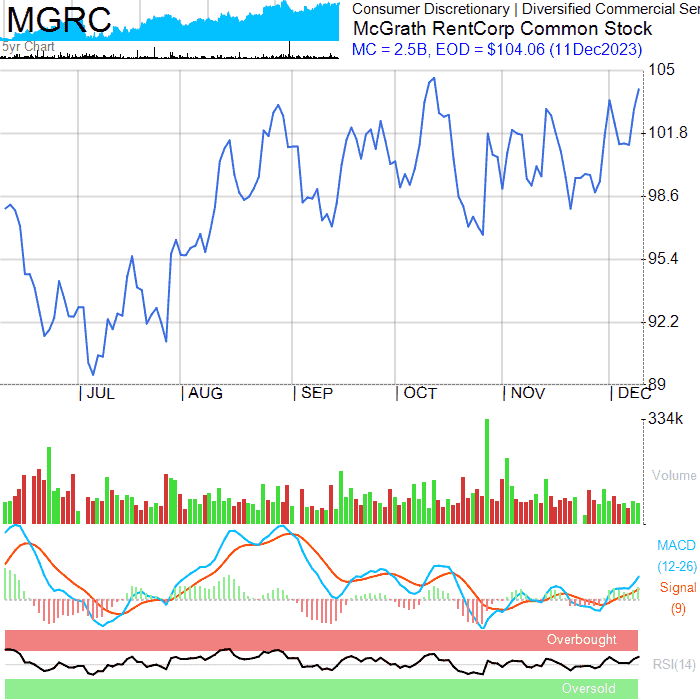 MGRC
5yr Chart
Consumer Discretionary | Diversified Commercial Ser
McGrath RentCorp Common Stock
MC = 2.5B, EOD = $104.06 (11Dec2023)
105
101.8
98.6
95.4
92.2
89
| JUL | AUG | SEP | OCT | NOV | DEC
334k
Volume
MACD
(12-26)
Signal
(9)
Overbought
RSI(14)
Oversold